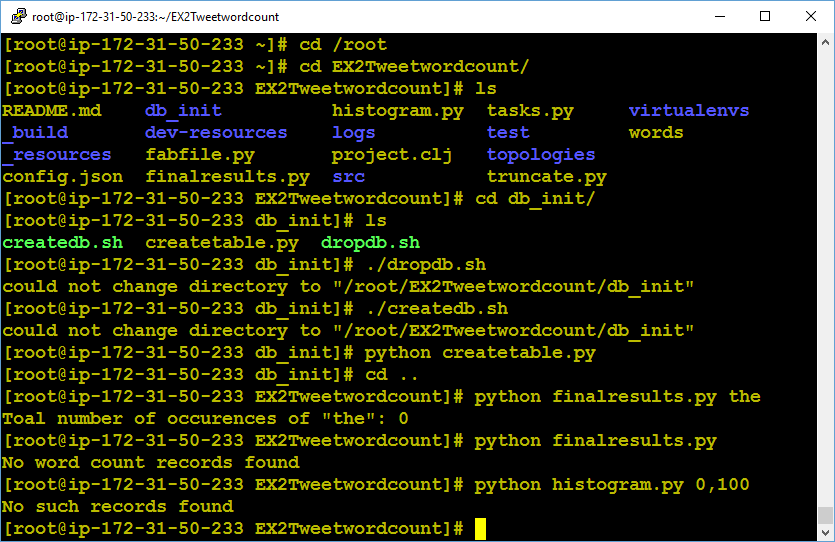 root@ip-172-31-50-233:~/EX2Tweetwordcount
[root@ip-172-31-50-233 ~]# cd /root
[root@ip-172-31-50-233 ~]# cd EX2Tweetwordcount/
[root@ip-172-31-50-233 EX2Tweetwordcount]# ls
README.md    db_init          histogram.py  tasks.py     virtualenvs
_build       dev-resources    logs          test         words
_resources   fabfile.py       project.clj   topologies
config.json  finalresults.py  src           truncate.py
[root@ip-172-31-50-233 EX2Tweetwordcount]# cd db_init/
[root@ip-172-31-50-233 db_init]# ls
createdb.sh  createtable.py  dropdb.sh
[root@ip-172-31-50-233 db_init]# ./dropdb.sh
could not change directory to "/root/EX2Tweetwordcount/db_init"
[root@ip-172-31-50-233 db_init]# ./createdb.sh
could not change directory to "/root/EX2Tweetwordcount/db_init"
[root@ip-172-31-50-233 db_init]# python createtable.py
[root@ip-172-31-50-233 db_init]# cd ..
[root@ip-172-31-50-233 EX2Tweetwordcount]# python finalresults.py the
Toal number of occurences of "the": 0
[root@ip-172-31-50-233 EX2Tweetwordcount]# python finalresults.py
No word count records found
[root@ip-172-31-50-233 EX2Tweetwordcount]# python histogram.py 0,100
No such records found
[root@ip-172-31-50-233 EX2Tweetwordcount]#